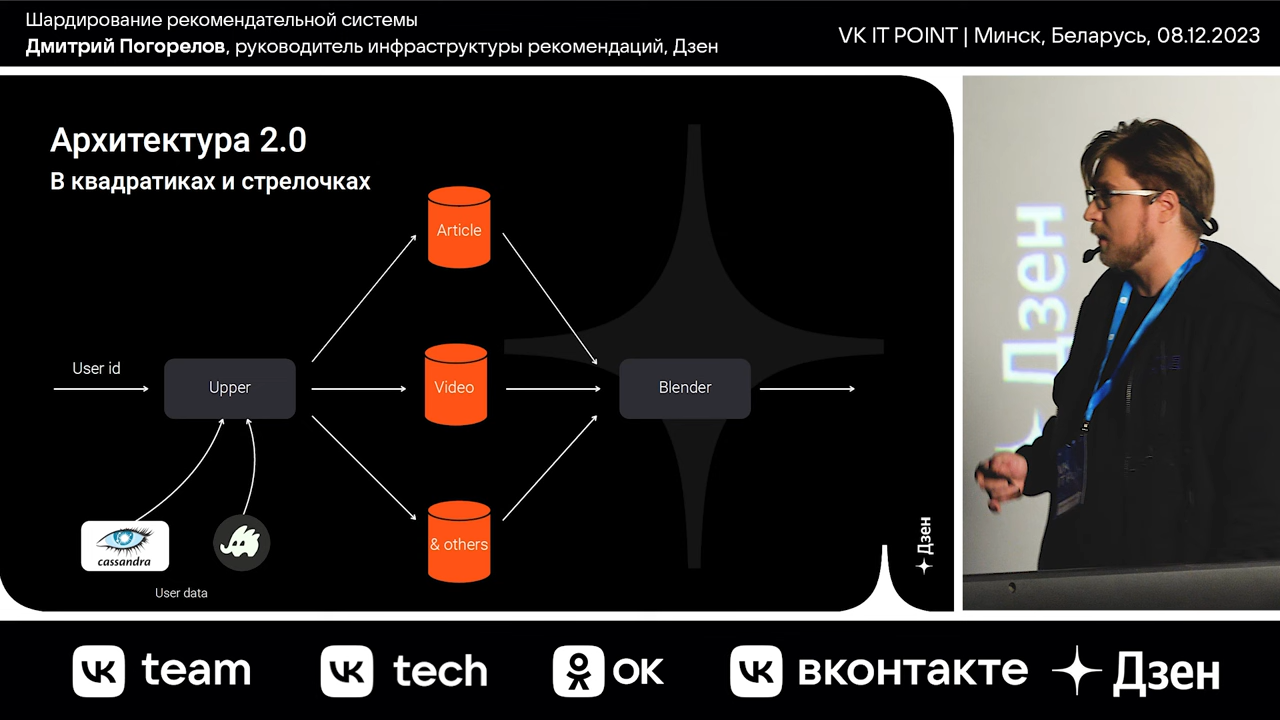 Шардирование рекомендательной системы
Дмитрий Погорелов, руководитель инфраструктуры рекомендаций, Дзен
VK IT POINT | Минск, Беларусь, 08.12.2023
Архитектура 2.0
В квадратиках и стрелочках
Article
User id
Upper
Video
Blender
& others
cassandra
User data
Дзен
Дзен
team
tech
ок
вконтакте
Дзен